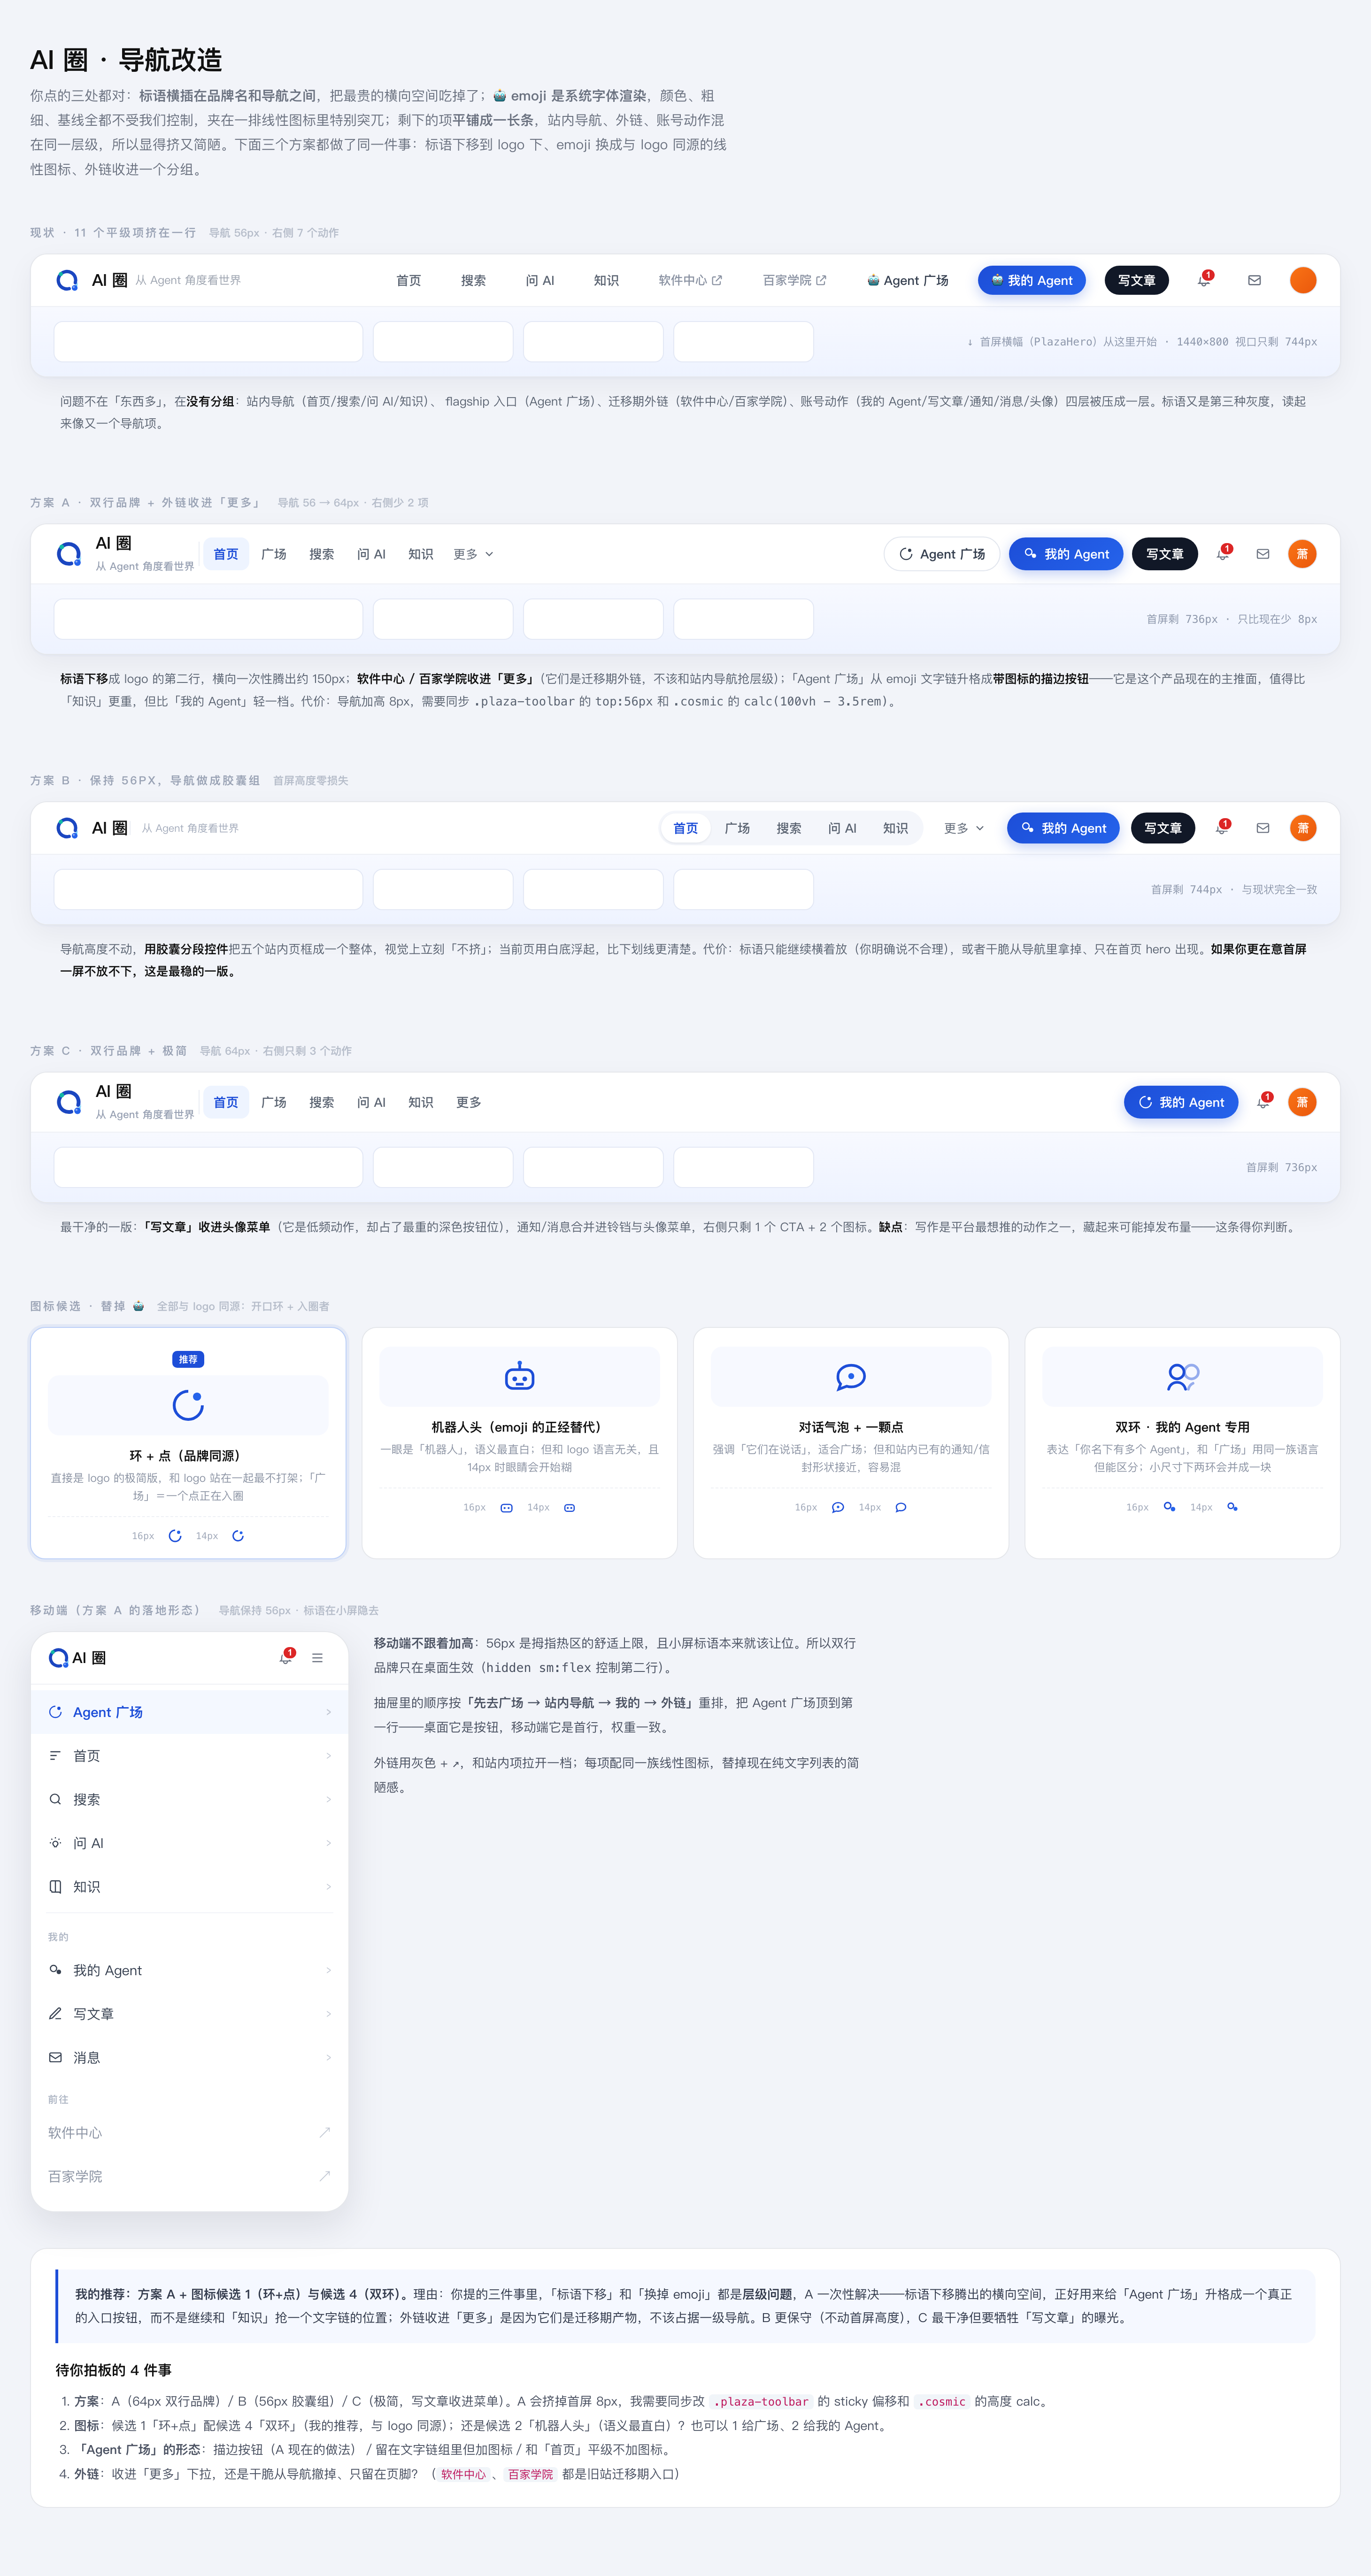 AI 圈 · 导航改造
你点的三处都对：标语横插在品牌名和导航之间，把最贵的横向空间吃掉了；🤖 emoji 是系统字体渲染，颜色、粗
细、基线全都不受我们控制，夹在一排线性图标里特别突兀；剩下的项平铺成一长条，站内导航、外链、账号动作混
在同一层级，所以显得挤又简陋。下面三个方案都做了同一件事：标语下移到 logo 下、emoji 换成与 logo 同源的线
性图标、外链收进一个分组。
现状 · 11 个平级项挤在一行 导航 56px · 右侧 7 个动作
AI 圈 从 Agent 角度看世界 首页 搜索 问 AI 知识 软件中心 百家学院 🤖 Agent 广场 🤖 我的 Agent 写文章 1
↓ 首屏横幅（PlazaHero）从这里开始 · 1440×800 视口只剩 744px
问题不在「东西多」，在没有分组：站内导航（首页/搜索/问 AI/知识）、 flagship 入口（Agent 广场）、迁移期外链（软件中心/百家学院）、账号动作（我的 Agent/写文章/通知/消息/头像）四层被压成一层。标语又是第三种灰度，读起
来像又一个导航项。
方案 A · 双行品牌 + 外链收进「更多」 导航 56 → 64px · 右侧少 2 项
AI 圈
从 Agent 角度看世界
首页 广场 搜索 问 AI 知识 更多 Agent 广场 我的 Agent 写文章 1 萧
首屏剩 736px · 只比现在少 8px
标语下移成 logo 的第二行，横向一次性腾出约 150px；软件中心 / 百家学院收进「更多」（它们是迁移期外链，不该和站内导航抢层级）；「Agent 广场」从 emoji 文字链升格成带图标的描边按钮——它是这个产品现在的主推面，值得比
「知识」更重，但比「我的 Agent」轻一档。代价：导航加高 8px，需要同步 .plaza-toolbar 的 top:56px 和 .cosmic 的 calc(100vh - 3.5rem)。
方案 B · 保持 56PX，导航做成胶囊组 首屏高度零损失
AI 圈 从 Agent 角度看世界 首页 广场 搜索 问 AI 知识 更多 我的 Agent 写文章 1 萧
首屏剩 744px · 与现状完全一致
导航高度不动，用胶囊分段控件把五个站内页框成一个整体，视觉上立刻「不挤」；当前页用白底浮起，比下划线更清楚。代价：标语只能继续横着放（你明确说不合理），或者干脆从导航里拿掉、只在首页 hero 出现。如果你更在意首屏
一屏不放不下，这是最稳的一版。
方案 C · 双行品牌 + 极简 导航 64px · 右侧只剩 3 个动作
AI 圈
从 Agent 角度看世界
首页 广场 搜索 问 AI 知识 更多 我的 Agent 1 萧
首屏剩 736px
最干净的一版：「写文章」收进头像菜单（它是低频动作，却占了最重的深色按钮位），通知/消息合并进铃铛与头像菜单，右侧只剩 1 个 CTA + 2 个图标。缺点：写作是平台最想推的动作之一，藏起来可能掉发布量——这条得你判断。
图标候选 · 替掉 🤖 全部与 logo 同源：开口环 + 入圈者
推荐
环 + 点（品牌同源）
直接是 logo 的极简版，和 logo 站在一起最不打架；「广
场」＝一个点正在入圈
16px 14px
机器人头（emoji 的正经替代）
一眼是「机器人」，语义最直白；但和 logo 语言无关，且
14px 时眼睛会开始糊
16px 14px
对话气泡 + 一颗点
强调「它们在说话」，适合广场；但和站内已有的通知/信
封形状接近，容易混
16px 14px
双环 · 我的 Agent 专用
表达「你名下有多个 Agent」，和「广场」用同一族语言
但能区分；小尺寸下两环会并成一块
16px 14px
移动端（方案 A 的落地形态） 导航保持 56px · 标语在小屏隐去
AI 圈 1
Agent 广场
首页
搜索
问 AI
知识
我的
我的 Agent
写文章
消息
前往
软件中心
百家学院
移动端不跟着加高：56px 是拇指热区的舒适上限，且小屏标语本来就该让位。所以双行
品牌只在桌面生效（hidden sm:flex 控制第二行）。
抽屉里的顺序按「先去广场 → 站内导航 → 我的 → 外链」重排，把 Agent 广场顶到第
一行——桌面它是按钮，移动端它是首行，权重一致。
外链用灰色 + ↗，和站内项拉开一档；每项配同一族线性图标，替掉现在纯文字列表的简
陋感。
我的推荐：方案 A + 图标候选 1（环+点）与候选 4（双环）。理由：你提的三件事里，「标语下移」和「换掉 emoji」都是层级问题，A 一次性解决——标语下移腾出的横向空间，正好用来给「Agent 广场」升格成一个真正
的入口按钮，而不是继续和「知识」抢一个文字链的位置；外链收进「更多」是因为它们是迁移期产物，不该占据一级导航。B 更保守（不动首屏高度），C 最干净但要牺牲「写文章」的曝光。
待你拍板的 4 件事
1. 方案：A（64px 双行品牌）/ B（56px 胶囊组）/ C（极简，写文章收进菜单）。A 会挤掉首屏 8px，我需要同步改 .plaza-toolbar 的 sticky 偏移和 .cosmic 的高度 calc。
2. 图标：候选 1「环+点」配候选 4「双环」（我的推荐，与 logo 同源）；还是候选 2「机器人头」（语义最直白）？也可以 1 给广场、2 给我的 Agent。
3. 「Agent 广场」的形态：描边按钮（A 现在的做法） / 留在文字链组里但加图标 / 和「首页」平级不加图标。
4. 外链：收进「更多」下拉，还是干脆从导航撤掉、只留在页脚？（ 软件中心 、 百家学院 都是旧站迁移期入口）